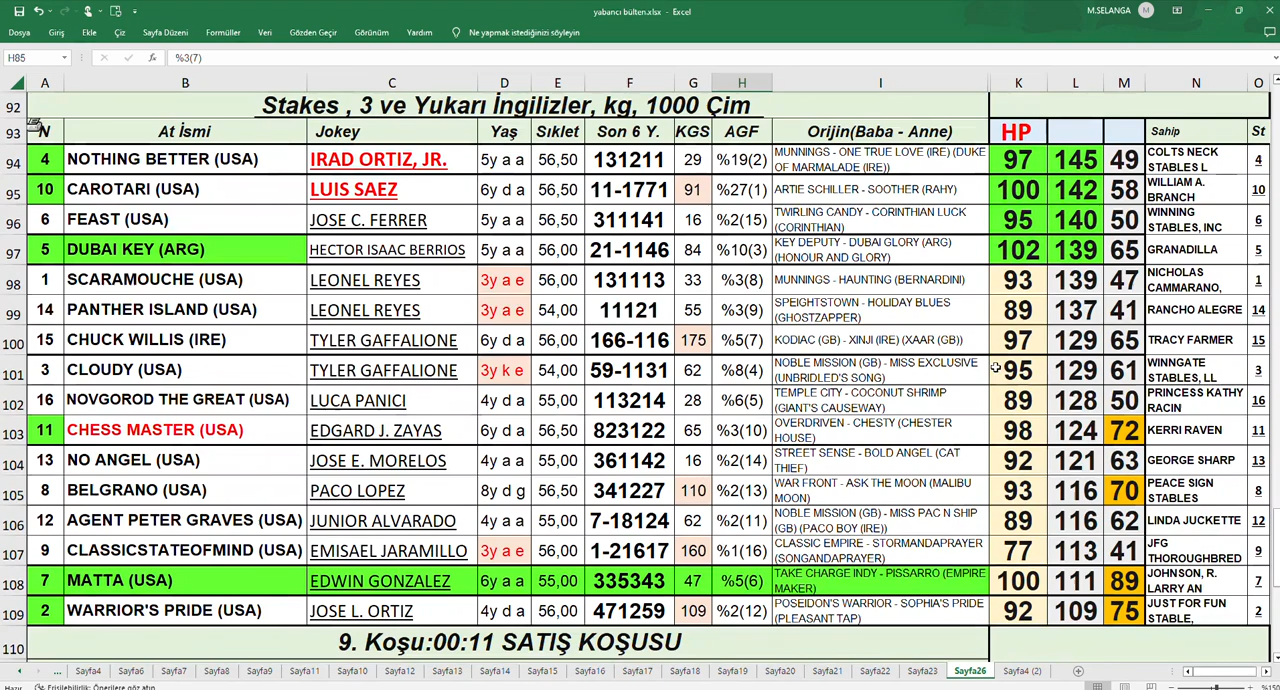 yabancı bülten.xlsx - Excel
M.SELANGA M
Dosya Giriş Ekle Çiz Sayfa Düzeni Formüller Veri Gözden Geçir Görünüm Yardım Ne yapmak istediğinizi söyleyin
H85 fx %3(7)
A B C D E F G H I K L M N O
92 Stakes , 3 ve Yukarı İngilizler, kg, 1000 Çim
93 N At İsmi Jokey Yaş Sıklet Son 6 Y. KGS AGF Orijin(Baba - Anne) HP Sahip St
94 4 NOTHING BETTER (USA) IRAD ORTIZ, JR. 5y a a 56,50 131211 29 %19(2) MUNNINGS - ONE TRUE LOVE (IRE) (DUKE OF MARMALADE (IRE)) 97 145 49 COLTS NECK STABLES L 4
95 10 CAROTARI (USA) LUIS SAEZ 6y d a 56,50 11-1771 91 %27(1) ARTIE SCHILLER - SOOTHER (RAHY) 100 142 58 WILLIAM A. BRANCH 10
96 6 FEAST (USA) JOSE C. FERRER 5y a a 56,50 311141 16 %2(15) TWIRLING CANDY - CORINTHIAN LUCK (CORINTHIAN) 95 140 50 WINNING STABLES, INC 6
97 5 DUBAI KEY (ARG) HECTOR ISAAC BERRIOS 5y a a 56,00 21-1146 84 %10(3) KEY DEPUTY - DUBAI GLORY (ARG) (HONOUR AND GLORY) 102 139 65 GRANADILLA 5
98 1 SCARAMOUCHE (USA) LEONEL REYES 3y a e 56,00 131113 33 %3(8) MUNNINGS - HAUNTING (BERNARDINI) 93 139 47 NICHOLAS CAMMARANO, 1
99 14 PANTHER ISLAND (USA) LEONEL REYES 3y a e 54,00 11121 55 %3(9) SPEIGHTSTOWN - HOLIDAY BLUES (GHOSTZAPPER) 89 137 41 RANCHO ALEGRE 14
100 15 CHUCK WILLIS (IRE) TYLER GAFFALIONE 6y d a 56,00 166-116 175 %5(7) KODIAC (GB) - XINJI (IRE) (XAAR (GB)) 97 129 65 TRACY FARMER 15
101 3 CLOUDY (USA) TYLER GAFFALIONE 3y k e 54,00 59-1131 62 %8(4) NOBLE MISSION (GB) - MISS EXCLUSIVE (UNBRIDLED'S SONG) 95 129 61 WINNGATE STABLES, LL 3
102 16 NOVGOROD THE GREAT (USA) LUCA PANICI 4y d a 55,00 113214 28 %6(5) TEMPLE CITY - COCONUT SHRIMP (GIANT'S CAUSEWAY) 89 128 50 PRINCESS KATHY RACIN 16
103 11 CHESS MASTER (USA) EDGARD J. ZAYAS 6y d a 56,50 823122 65 %3(10) OVERDRIVEN - CHESTY (CHESTER HOUSE) 98 124 72 KERRI RAVEN 11
104 13 NO ANGEL (USA) JOSE E. MORELOS 4y a a 55,00 361142 16 %2(14) STREET SENSE - BOLD ANGEL (CAT THIEF) 92 121 63 GEORGE SHARP 13
105 8 BELGRANO (USA) PACO LOPEZ 8y d g 56,50 341227 110 %2(13) WAR FRONT - ASK THE MOON (MALIBU MOON) 93 116 70 PEACE SIGN STABLES 8
106 12 AGENT PETER GRAVES (USA) JUNIOR ALVARADO 4y a a 55,00 7-18124 62 %2(11) NOBLE MISSION (GB) - MISS PAC N SHIP (GB) (PACO BOY (IRE)) 89 116 62 LINDA JUCKETTE 12
107 9 CLASSICSTATEOFMIND (USA) EMISAEL JARAMILLO 3y a e 56,00 1-21617 160 %1(16) CLASSIC EMPIRE - STORMANDAPRAYER (SONGANDAPRAYER) 77 113 41 JFG THOROUGHBRED 9
108 7 MATTA (USA) EDWIN GONZALEZ 6y a a 55,00 335343 47 %5(6) TAKE CHARGE INDY - PISSARRO (EMPIRE MAKER) 100 111 89 JOHNSON, R. LARRY AN 7
109 2 WARRIOR'S PRIDE (USA) JOSE L. ORTIZ 4y d a 56,00 471259 109 %2(12) POSEIDON'S WARRIOR - SOPHIA'S PRIDE (PLEASANT TAP) 92 109 75 JUST FOR FUN STABLE, 2
110 9. Koşu:00:11 SATIŞ KOŞUSU
... Sayfa4 Sayfa6 Sayfa7 Sayfa8 Sayfa9 Sayfa11 Sayfa10 Sayfa12 Sayfa13 Sayfa14 Sayfa15 Sayfa16 Sayfa17 Sayfa18 Sayfa19 Sayfa20 Sayfa21 Sayfa22 Sayfa23 Sayfa26 Sayfa4 (2)
Hazır Erişilebilirlik: Önerilere göz atın